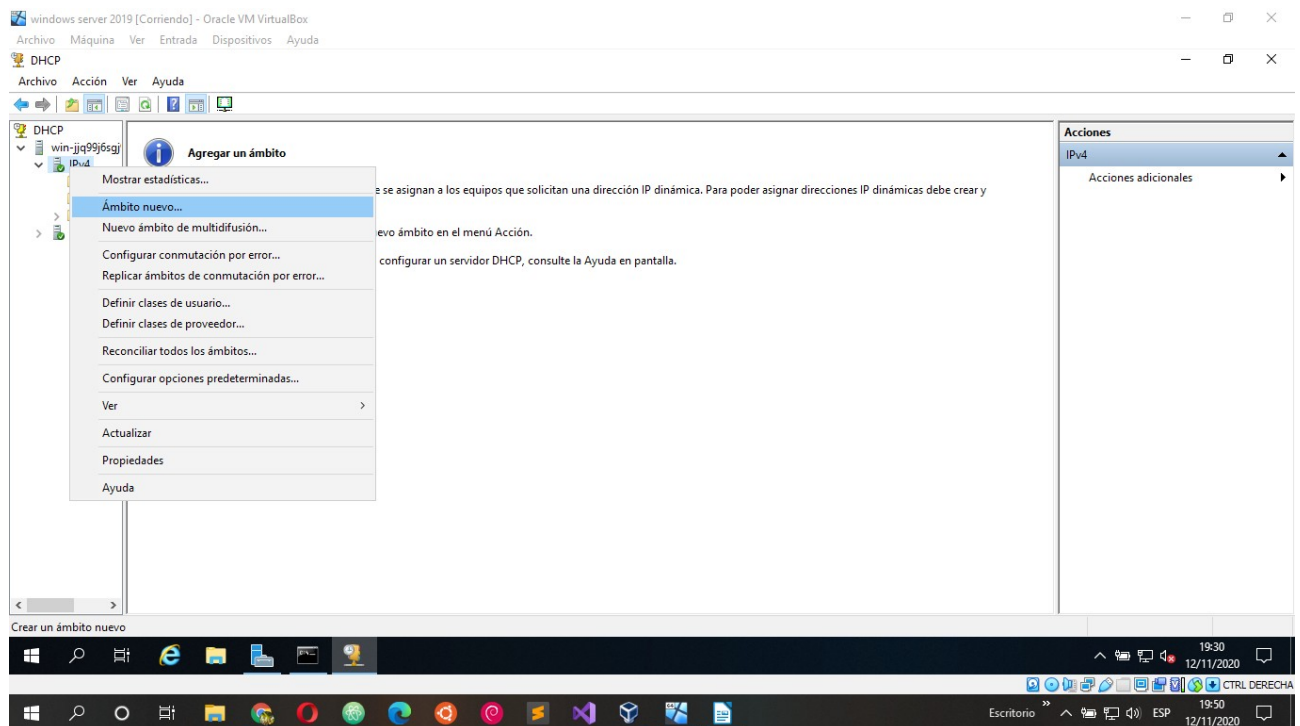 windows server 2019 [Corriendo] - Oracle VM VirtualBox
Archivo Máquina Ver Entrada Dispositivos Ayuda
DHCP
Archivo Acción Ver Ayuda
DHCP
win-jjq99j6sgj
IPv4
Agregar un ámbito
e se asignan a los equipos que solicitan una dirección IP dinámica. Para poder asignar direcciones IP dinámicas debe crear y
evo ámbito en el menú Acción.
configurar un servidor DHCP, consulte la Ayuda en pantalla.
Mostrar estadísticas...
Ámbito nuevo...
Nuevo ámbito de multidifusión...
Configurar conmutación por error...
Replicar ámbitos de conmutación por error...
Definir clases de usuario...
Definir clases de proveedor...
Reconciliar todos los ámbitos...
Configurar opciones predeterminadas...
Ver
Actualizar
Propiedades
Ayuda
Acciones
IPv4
Acciones adicionales
Crear un ámbito nuevo
19:30
12/11/2020
CTRL DERECHA
Escritorio
ESP
19:50
12/11/2020